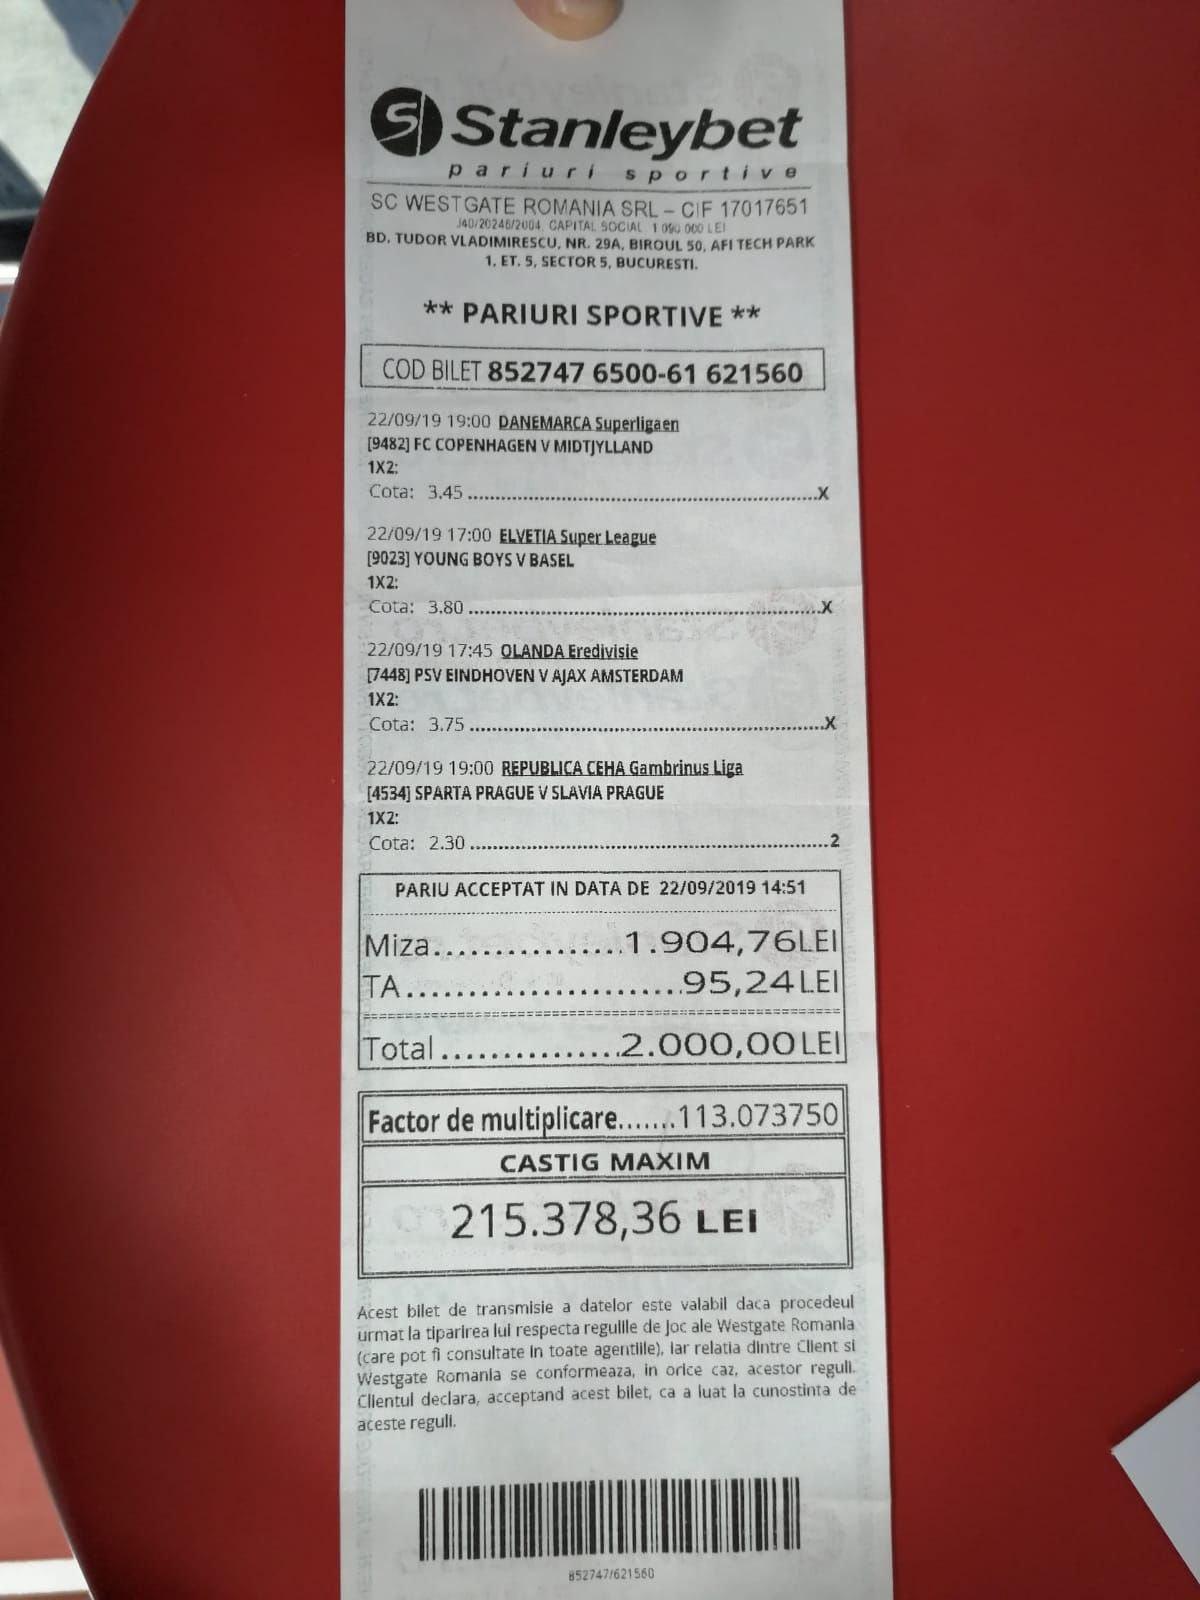 Stanleybet
pariuri sportive
SC WESTGATE ROMANIA SRL – CIF 17017651
J40/20246/2004, CAPITAL SOCIAL 1 090 000 LEI
BD. TUDOR VLADIMIRESCU, NR. 29A, BIROUL 50, AFI TECH PARK
1, ET. 5, SECTOR 5, BUCURESTI.
** PARIURI SPORTIVE **
COD BILET 852747 6500-61 621560
22/09/19 19:00 DANEMARCA Superligaen
[9482] FC COPENHAGEN V MIDTJYLLAND
1X2:
Cota: 3.45 ........................................X
22/09/19 17:00 ELVETIA Super League
[9023] YOUNG BOYS V BASEL
1X2:
Cota: 3.80 ........................................X
22/09/19 17:45 OLANDA Eredivisie
[7448] PSV EINDHOVEN V AJAX AMSTERDAM
1X2:
Cota: 3.75 ........................................X
22/09/19 19:00 REPUBLICA CEHA Gambrinus Liga
[4534] SPARTA PRAGUE V SLAVIA PRAGUE
1X2:
Cota: 2.30 ........................................2
PARIU ACCEPTAT IN DATA DE 22/09/2019 14:51
Miza................1.904,76LEI
TA.......................95,24LEI
Total...............2.000,00LEI
Factor de multiplicare.......113.073750
CASTIG MAXIM
215.378,36 LEI
Acest bilet de transmisie a datelor este valabil daca procedeul
urmat la tiparirea lui respecta regulile de joc ale Westgate Romania
(care pot fi consultate in toate agentiile), iar relatia dintre Client si
Westgate Romania se conformeaza, in orice caz, acestor reguli.
Clientul declara, acceptand acest bilet, ca a luat la cunostinta de
aceste reguli.
852747/621560